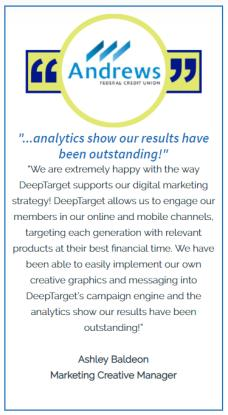 Andrews
FEDERAL CREDIT UNION
"...analytics show our results have
been outstanding!"
"We are extremely happy with the way
DeepTarget supports our digital marketing
strategy! DeepTarget allows us to engage our
members in our online and mobile channels,
targeting each generation with relevant
products at their best financial time. We have
been able to easily implement our own
creative graphics and messaging into
DeepTarget's campaign engine and the
analytics show our results have been
outstanding!"
Ashley Baldeon
Marketing Creative Manager